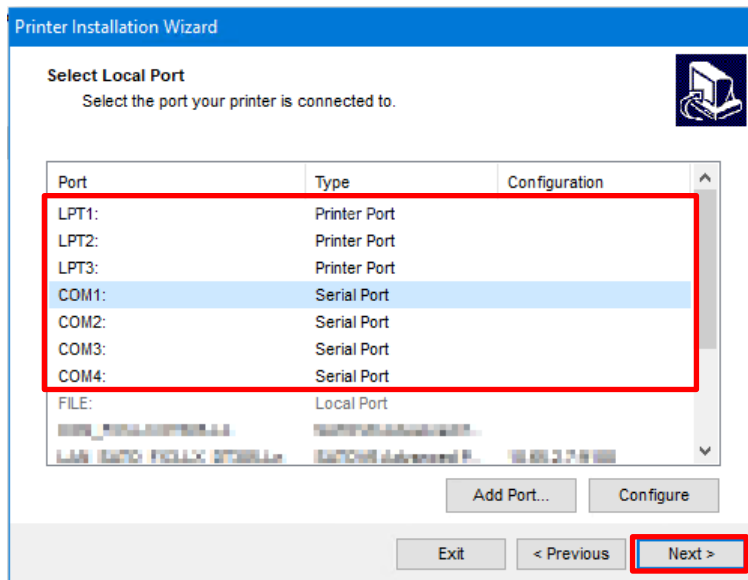 Printer Installation Wizard
Select Local Port
Select the port your printer is connected to.
Port Type Configuration
LPT1: Printer Port
LPT2: Printer Port
LPT3: Printer Port
COM1: Serial Port
COM2: Serial Port
COM3: Serial Port
COM4: Serial Port
FILE: Local Port
Add Port... Configure
Exit < Previous Next >